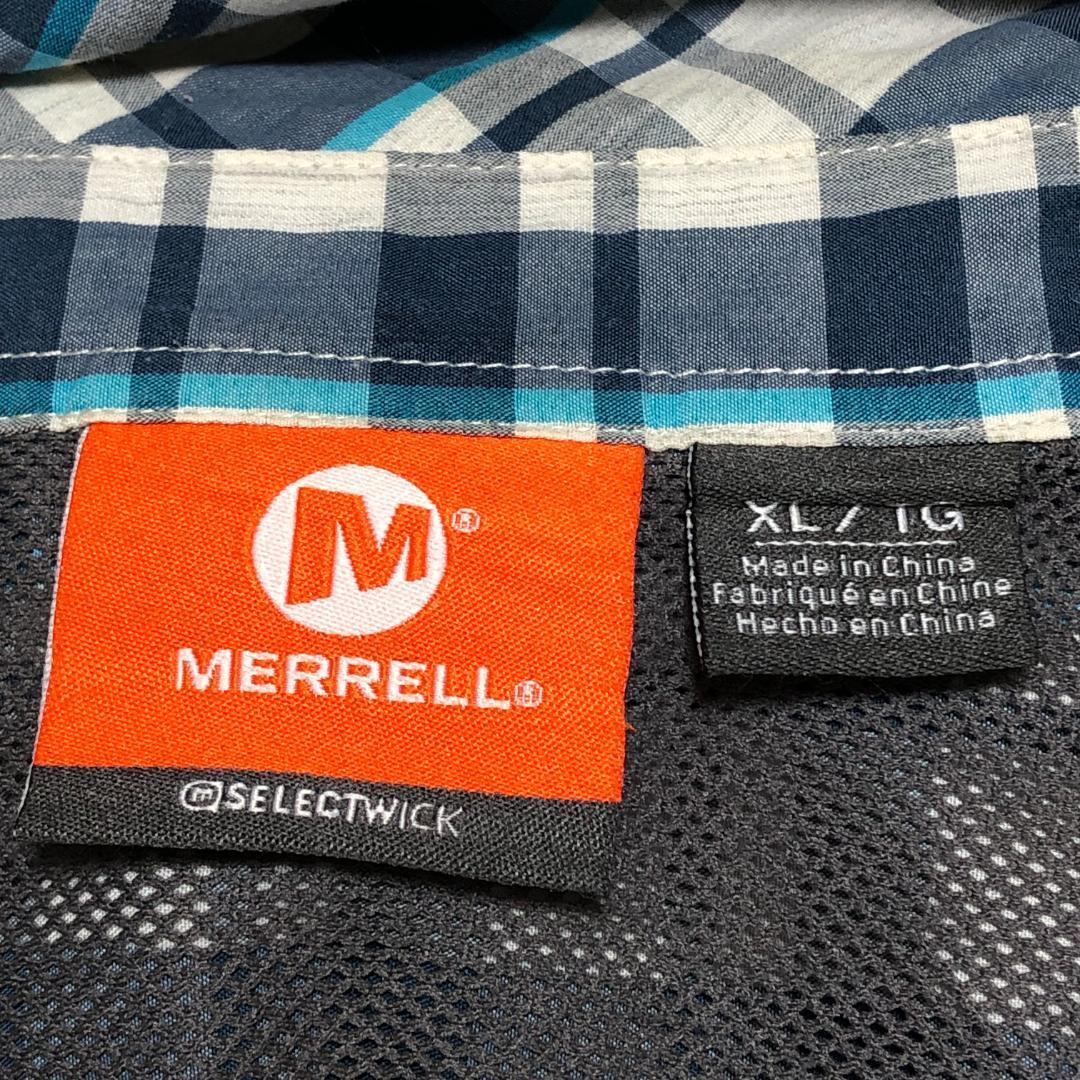 M®
MERRELL®
SELECTWICK
XL / TG
Made in China
Fabriqué en Chine
Hecho en China